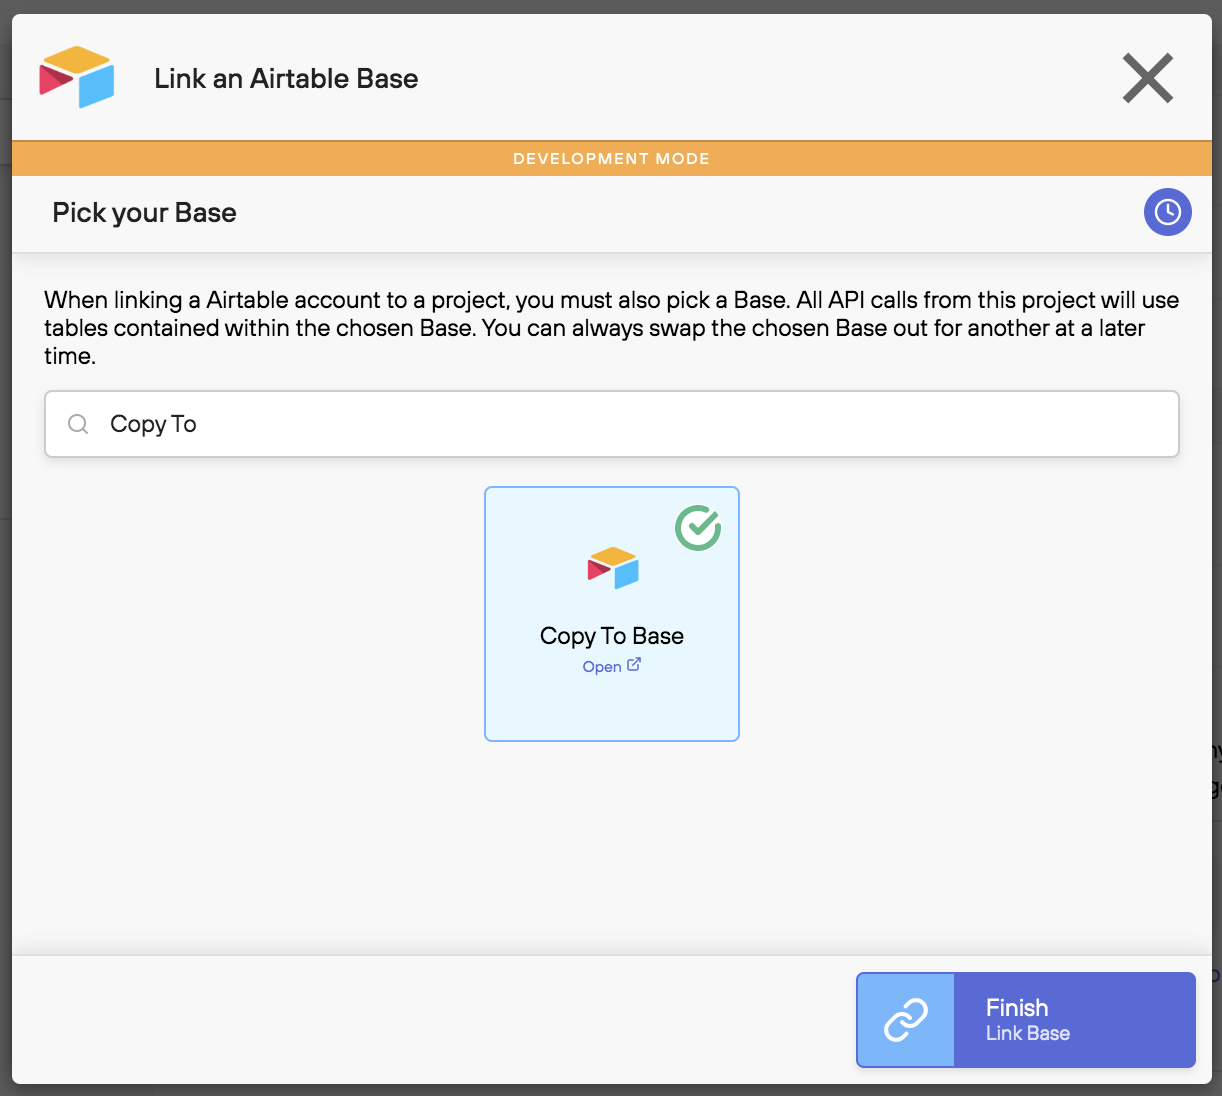 Link an Airtable Base
DEVELOPMENT MODE
Pick your Base
When linking a Airtable account to a project, you must also pick a Base. All API calls from this project will use
tables contained within the chosen Base. You can always swap the chosen Base out for another at a later
time.
Copy To
Copy To Base
Open
Finish
Link Base